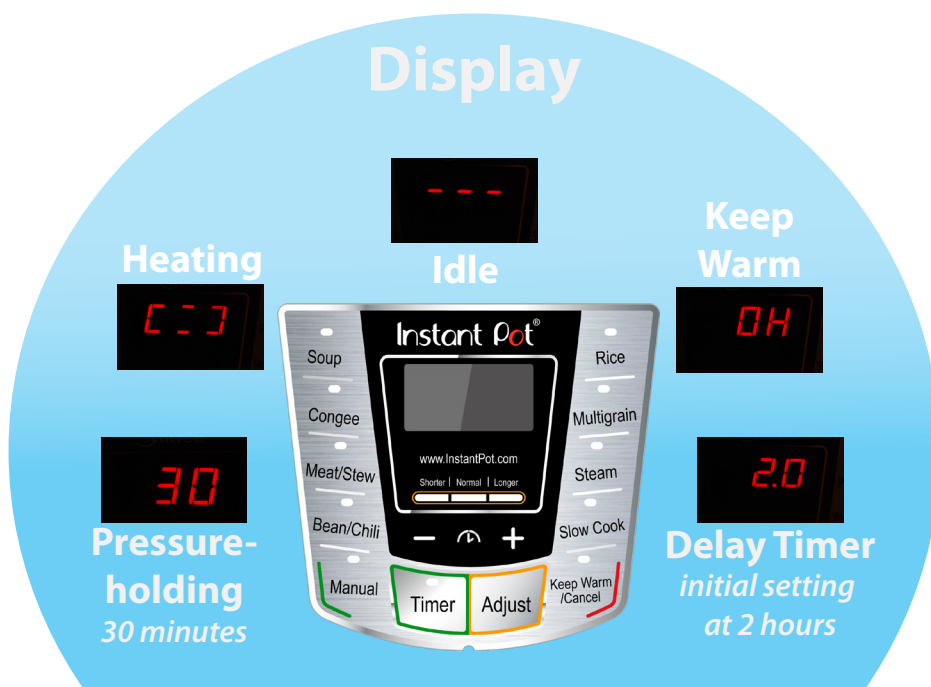 Display
- - -
Idle
Heating
Keep
Warm
0H
Instant Pot®
Soup
Congee
Meat/Stew
Bean/Chili
Manual
www.InstantPot.com
Shorter | Normal | Longer
− +
Timer
Adjust
Rice
Multigrain
Steam
Slow Cook
Keep Warm
/Cancel
30
Pressure-
holding
30 minutes
2.0
Delay Timer
initial setting
at 2 hours